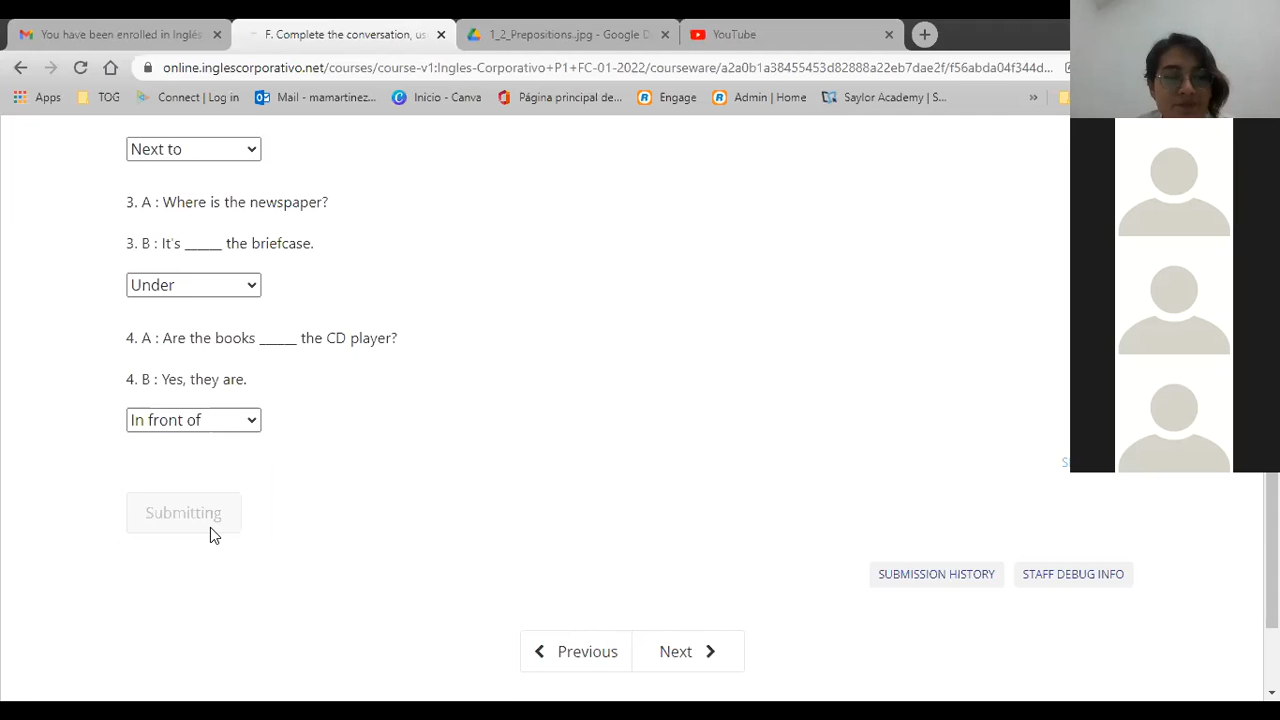 You have been enrolled in Ingles
F. Complete the conversation, us
1_2_Prepositions.jpg - Google D
YouTube
online.inglescorporativo.net/courses/course-v1:Ingles-Corporativo+P1+FC-01-2022/courseware/a2a0b1a38455453d82888a22eb7dae2f/f56abda04f344d...
Apps
TOG
Connect | Log in
Mail - mamartinez...
Inicio - Canva
Página principal de...
Engage
Admin | Home
Saylor Academy | S...
Next to
3. A : Where is the newspaper?
3. B : It's ______ the briefcase.
Under
4. A : Are the books ______ the CD player?
4. B : Yes, they are.
In front of
Submitting
SUBMISSION HISTORY
STAFF DEBUG INFO
Previous
Next